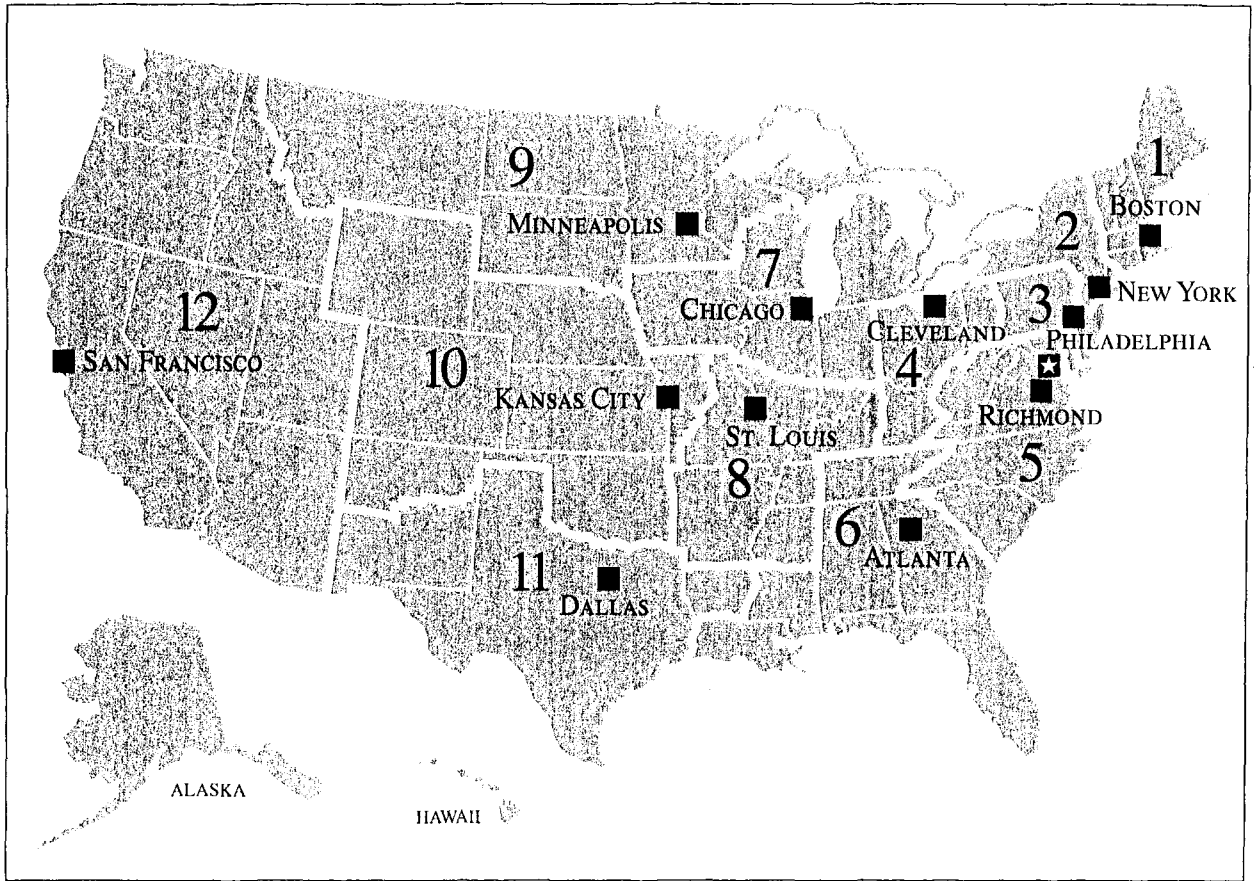 1
BOSTON
9
MINNEAPOLIS
2
7
NEW YORK
CHICAGO
CLEVELAND
3
PHILADELPHIA
12
SAN FRANCISCO
10
4
KANSAS CITY
RICHMOND
ST. LOUIS
5
8
6
ATLANTA
11
DALLAS
ALASKA
HAWAII